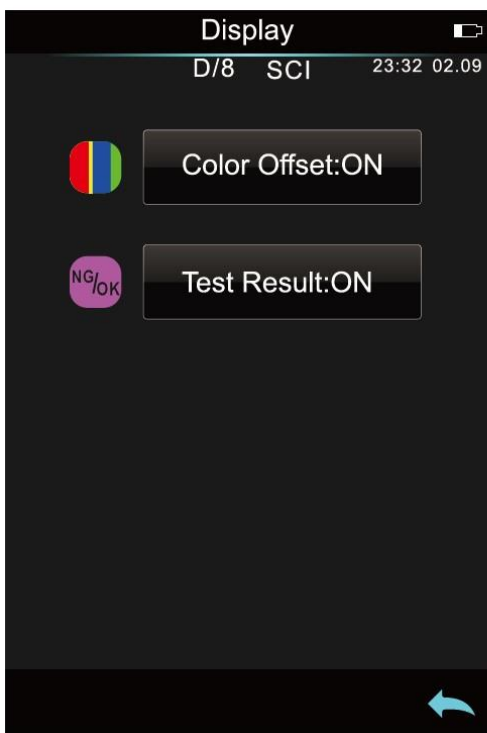 Display
D/8 SCI 23:32 02.09
Color Offset:ON
NG/OK Test Result:ON